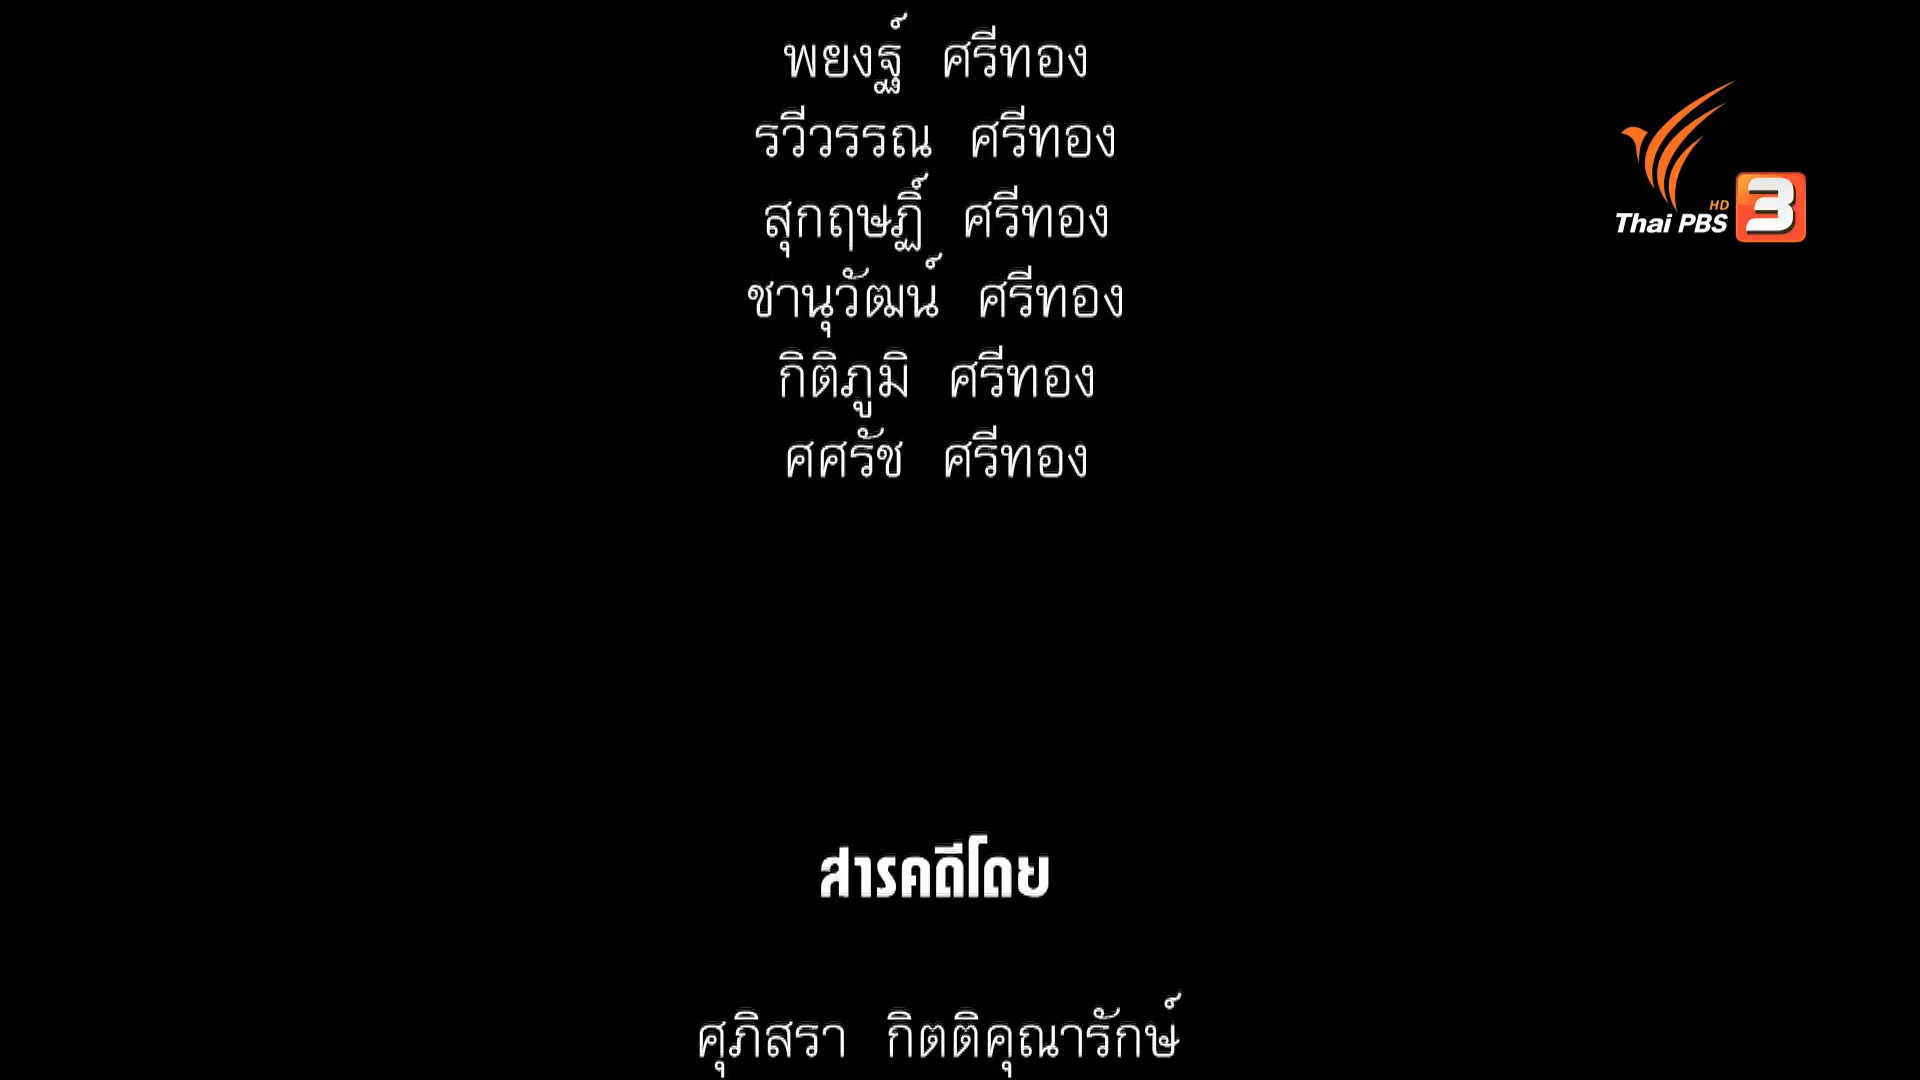 พยงฐ์ ศรีทอง
รวีวรรณ ศรีทอง
สุกฤษฏิ์ ศรีทอง
ชานุวัฒน์ ศรีทอง
กิติภูมิ ศรีทอง
ศศรัช ศรีทอง
HD
Thai PBS 3
สารคดีโดย
ศุภิสรา กิตติคุณารักษ์